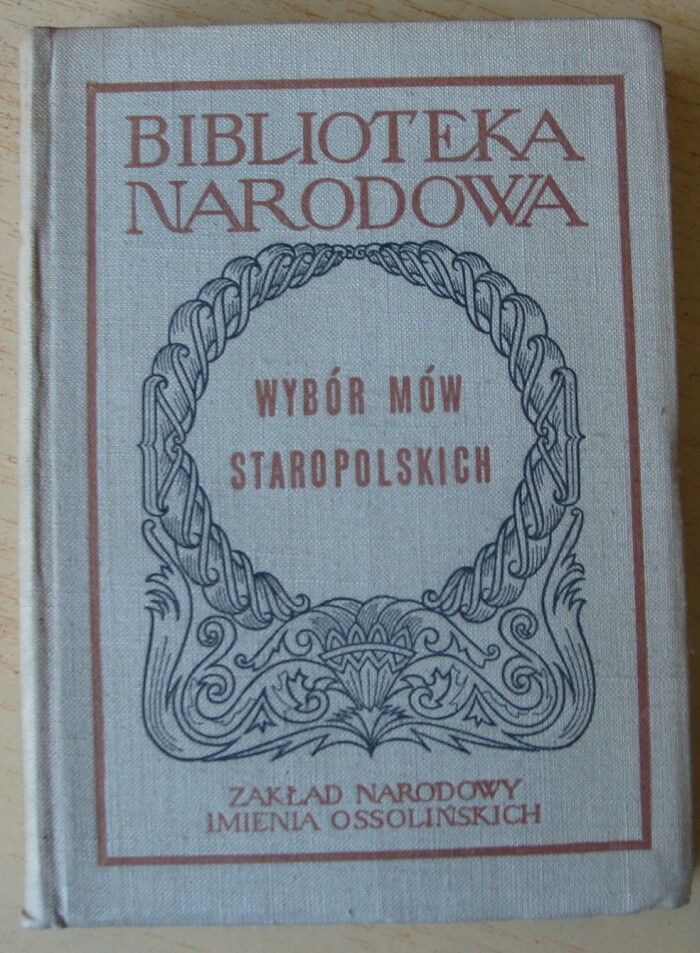 BIBLIOTEKA
NARODOWA
WYBÓR MÓW
STAROPOLSKICH
ZAKŁAD NARODOWY
IMIENIA OSSOLIŃSKICH